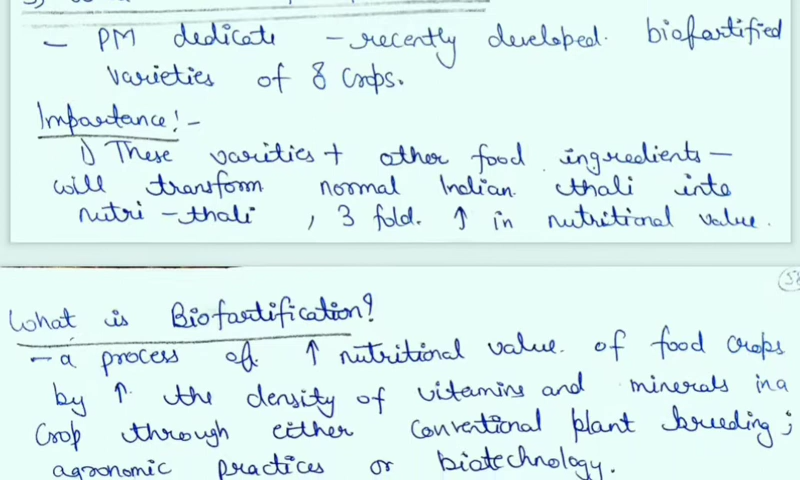 - PM dedicate - recently developed. biofortified
varieties of 8 crops.
Importance! -
1) These varities + other food ingredients -
will transform normal Indian thali into
nutri-thali, 3 fold. ↑ in nutritional value.
What is Biofortification?
- a process of ↑ nutritional value of food crops
by ↑ the density of vitamins and minerals in a
crop through either conventional plant breeding;
agronomic practices or biotechnology.